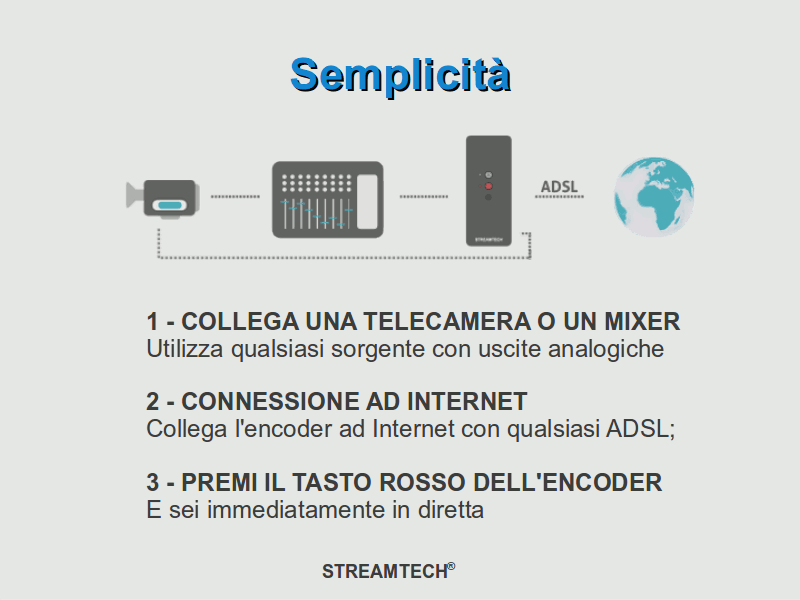 Semplicità
ADSL
STREAMTECH
1 - COLLEGA UNA TELECAMERA O UN MIXER
Utilizza qualsiasi sorgente con uscite analogiche
2 - CONNESSIONE AD INTERNET
Collega l'encoder ad Internet con qualsiasi ADSL;
3 - PREMI IL TASTO ROSSO DELL'ENCODER
E sei immediatamente in diretta
STREAMTECH®